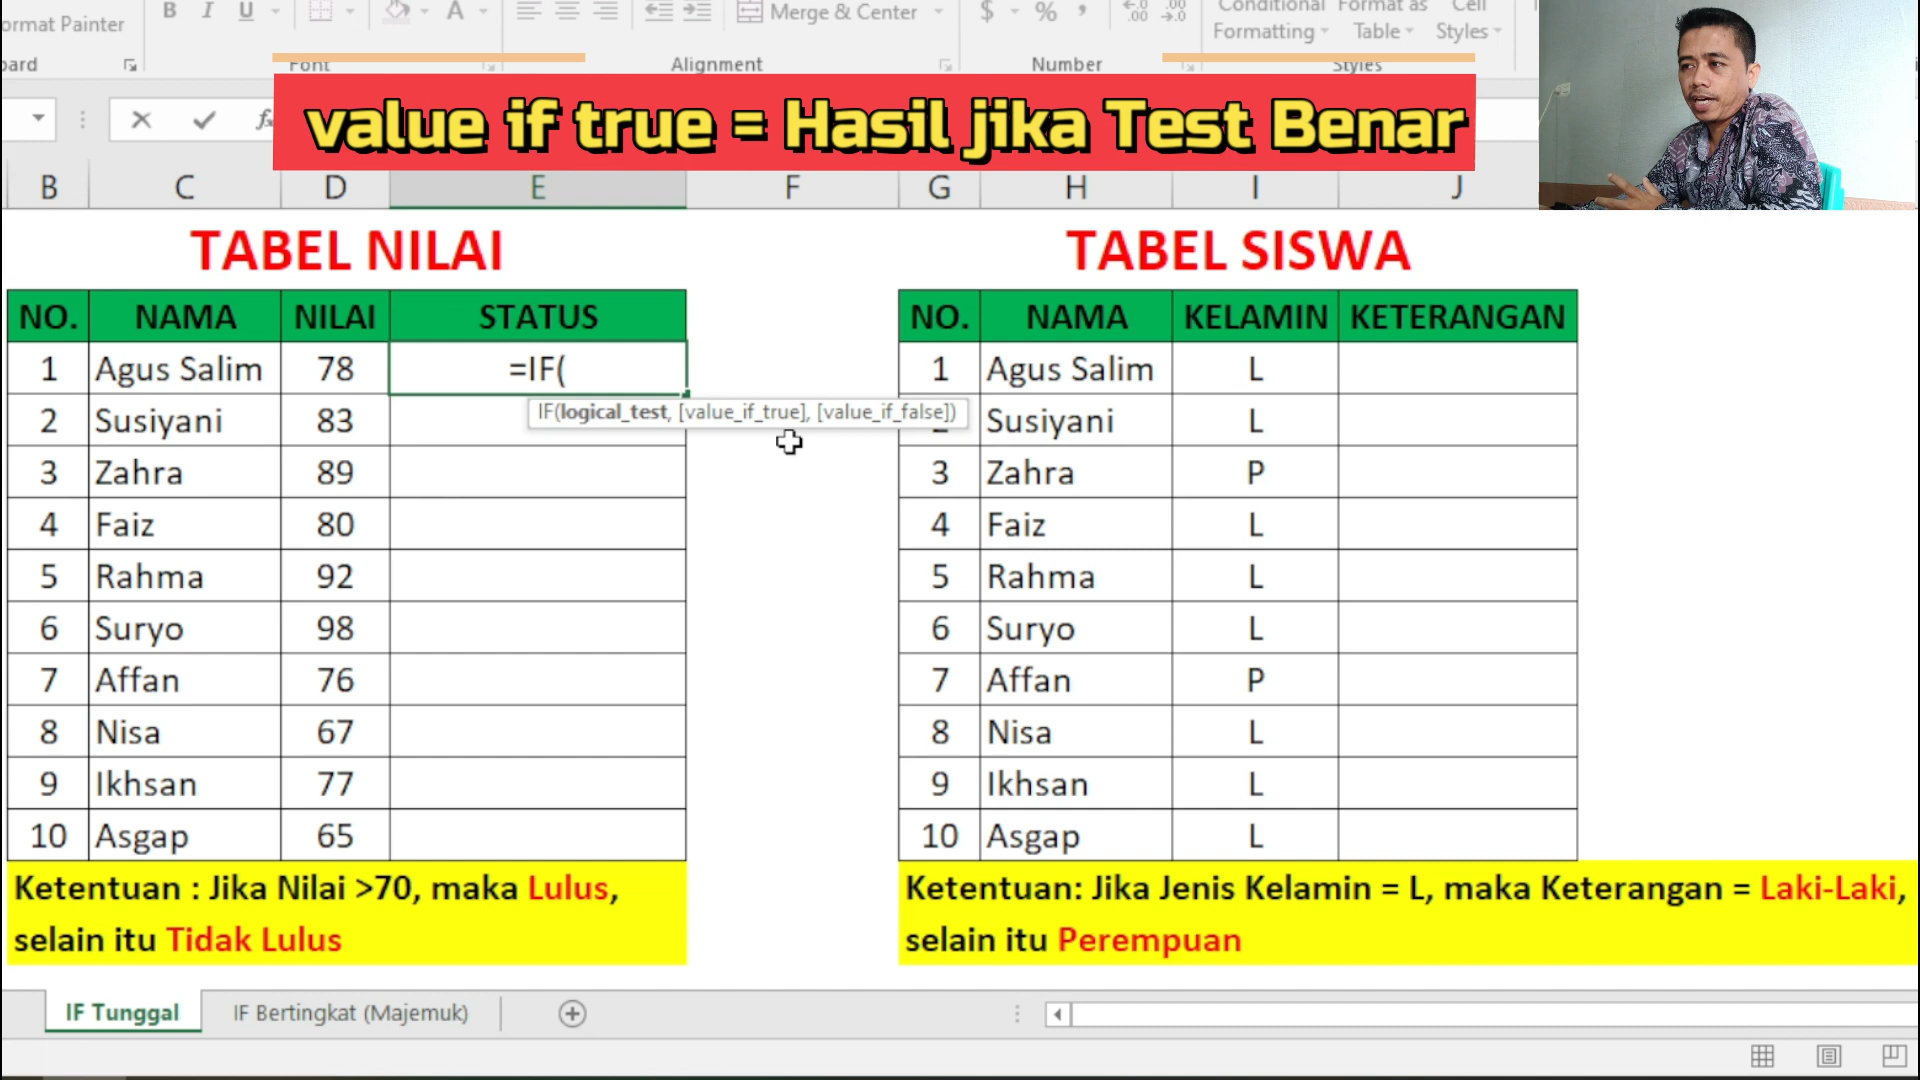 ormat Painter
B I U A
Merge & Center
$ % ,
Conditional Format as Cell
Formatting Table Styles
ard Font Alignment Number Styles
value if true = Hasil jika Test Benar
fx
B C D E F G H I J
TABEL NILAI
NO. NAMA NILAI STATUS
1 Agus Salim 78 =IF(
IF(logical_test, [value_if_true], [value_if_false])
2 Susiyani 83
3 Zahra 89
4 Faiz 80
5 Rahma 92
6 Suryo 98
7 Affan 76
8 Nisa 67
9 Ikhsan 77
10 Asgap 65
Ketentuan : Jika Nilai >70, maka Lulus,
selain itu Tidak Lulus
TABEL SISWA
NO. NAMA KELAMIN KETERANGAN
1 Agus Salim L
Susiyani L
3 Zahra P
4 Faiz L
5 Rahma L
6 Suryo L
7 Affan P
8 Nisa L
9 Ikhsan L
10 Asgap L
Ketentuan: Jika Jenis Kelamin = L, maka Keterangan = Laki-Laki,
selain itu Perempuan
IF Tunggal IF Bertingkat (Majemuk)